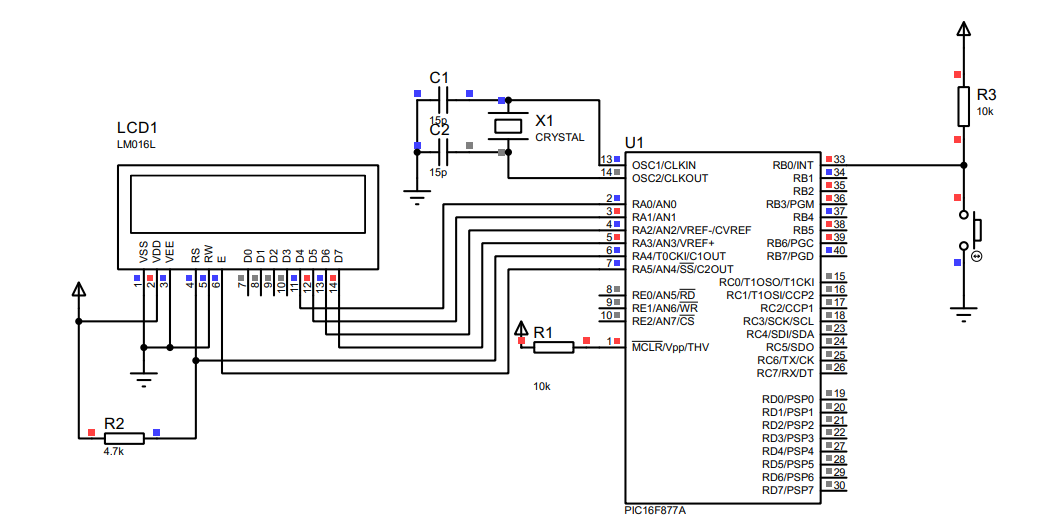 C1
15p
C2
15p
X1
CRYSTAL
R3
10k
LCD1
LM016L
VSS
VDD
VEE
RS
RW
E
D0
D1
D2
D3
D4
D5
D6
D7
1
2
3
4
5
6
7
8
9
10
11
12
13
14
R2
4.7k
R1
10k
U1
13 OSC1/CLKIN RB0/INT 33
14 OSC2/CLKOUT RB1 34
RB2 35
2 RA0/AN0 RB3/PGM 36
3 RA1/AN1 RB4 37
4 RA2/AN2/VREF-/CVREF RB5 38
5 RA3/AN3/VREF+ RB6/PGC 39
6 RA4/T0CKI/C1OUT RB7/PGD 40
7 RA5/AN4/SS/C2OUT
RC0/T1OSO/T1CKI 15
8 RE0/AN5/RD RC1/T1OSI/CCP2 16
9 RE1/AN6/WR RC2/CCP1 17
10 RE2/AN7/CS RC3/SCK/SCL 18
RC4/SDI/SDA 23
1 MCLR/Vpp/THV RC5/SDO 24
RC6/TX/CK 25
RC7/RX/DT 26
RD0/PSP0 19
RD1/PSP1 20
RD2/PSP2 21
RD3/PSP3 22
RD4/PSP4 27
RD5/PSP5 28
RD6/PSP6 29
RD7/PSP7 30
PIC16F877A